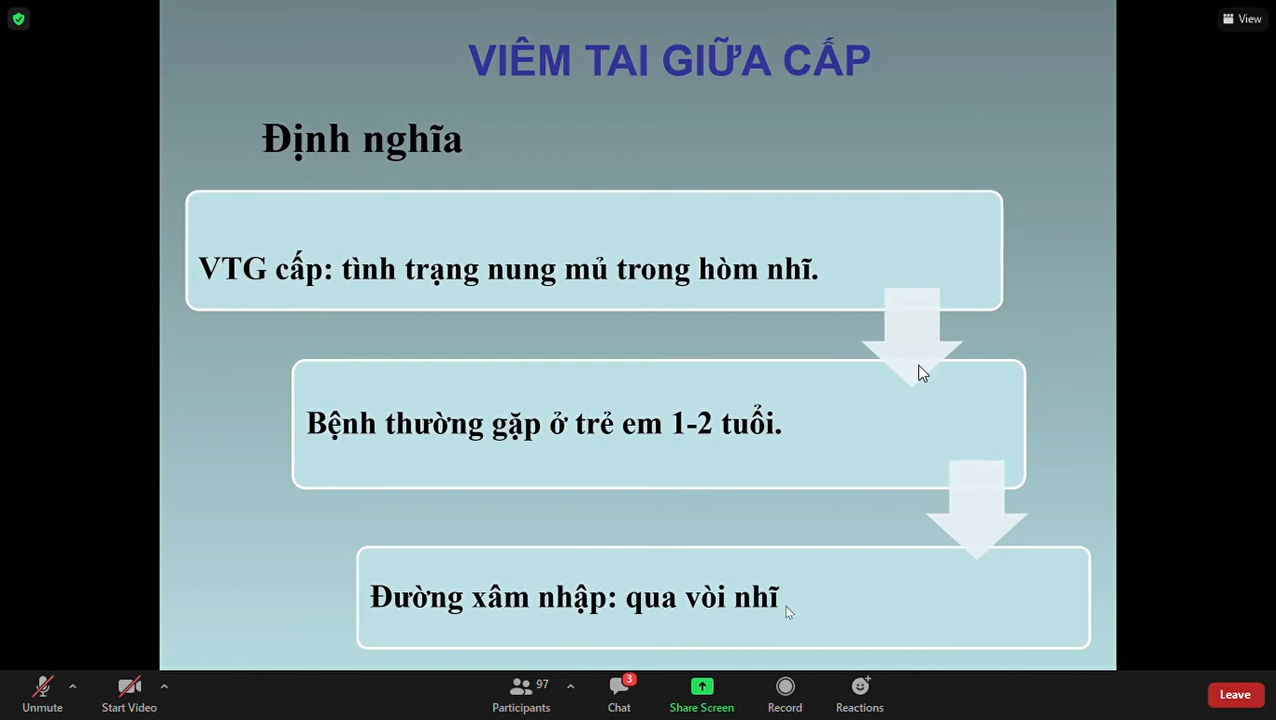 View
VIÊM TAI GIỮA CẤP
Định nghĩa
VTG cấp: tình trạng nung mủ trong hòm nhĩ.
Bệnh thường gặp ở trẻ em 1-2 tuổi.
Đường xâm nhập: qua vòi nhĩ
97
3
Unmute
Start Video
Participants
Chat
Share Screen
Record
Reactions
Leave